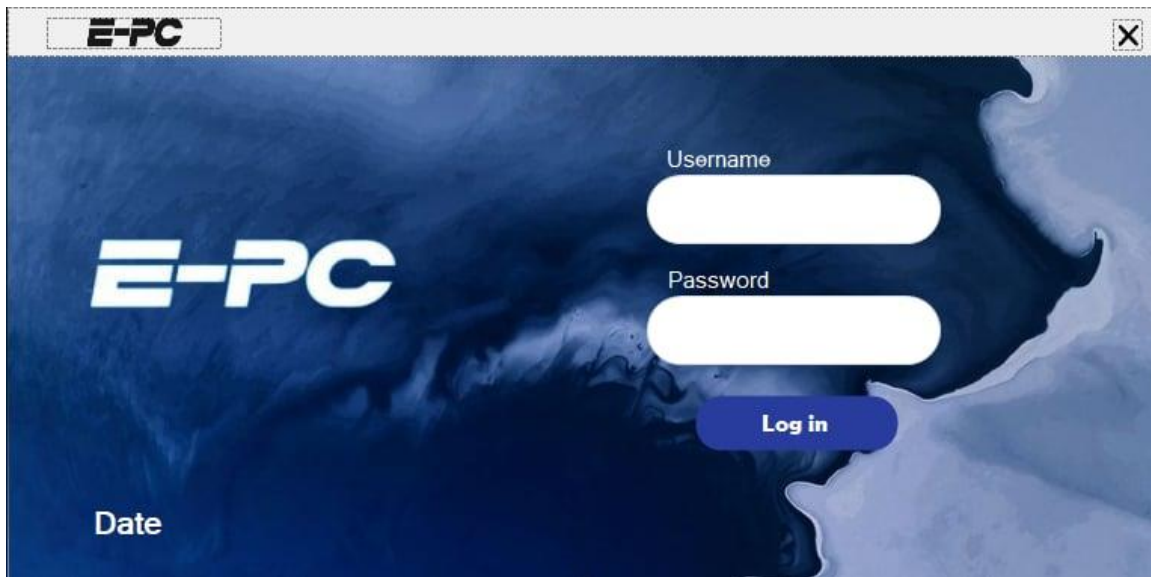 E-PC
Username
E-PC
Password
Log in
Date